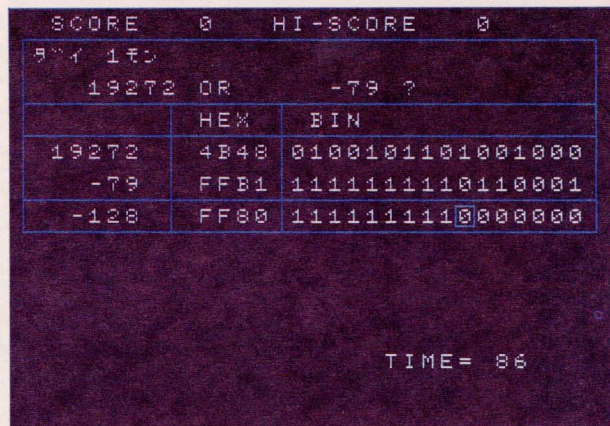 SCORE 0 HI-SCORE 0
ダイ 1モン
19272 OR -79 ?
HEX BIN
19272 4B48 0100101101001000
-79 FFB1 1111111110110001
-128 FF80 1111111110000000
TIME= 86